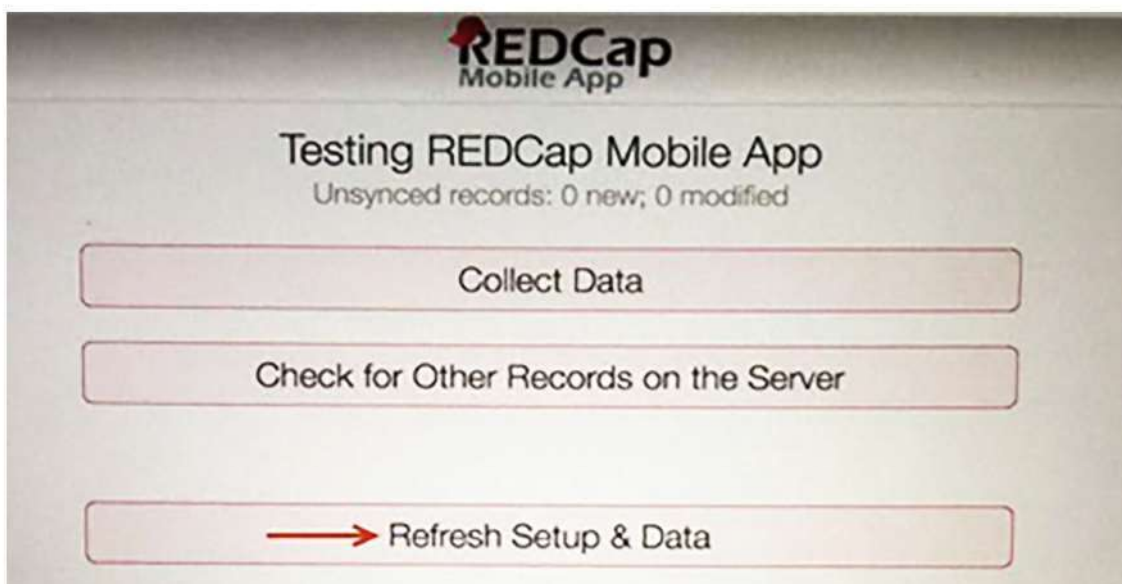 REDCap
Mobile App
Testing REDCap Mobile App
Unsynced records: 0 new; 0 modified
Collect Data
Check for Other Records on the Server
Refresh Setup & Data